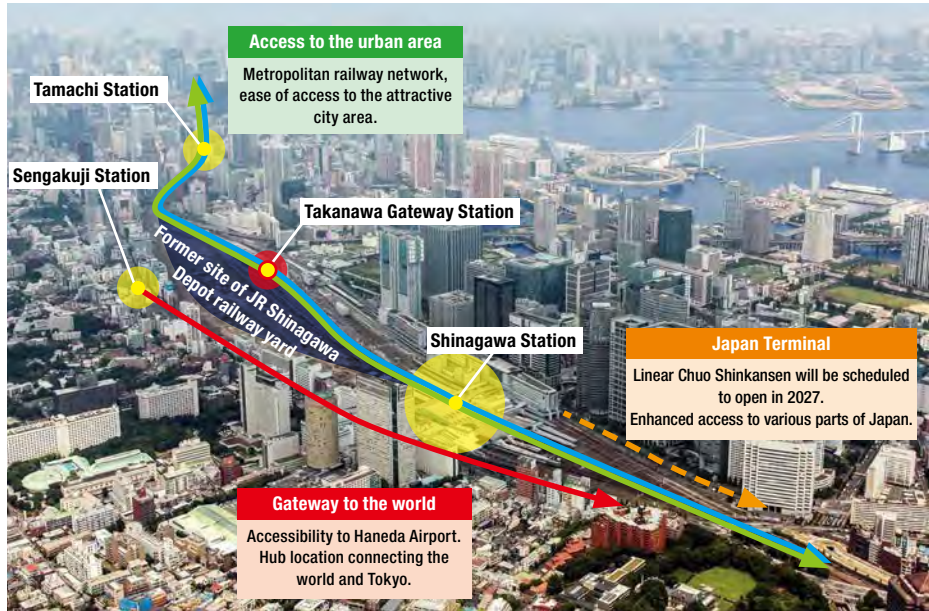 Access to the urban area
Metropolitan railway network,
ease of access to the attractive
city area.
Tamachi Station
Sengakuji Station
Takanawa Gateway Station
Former site of JR Shinagawa
Depot railway yard
Shinagawa Station
Japan Terminal
Linear Chuo Shinkansen will be scheduled
to open in 2027.
Enhanced access to various parts of Japan.
Gateway to the world
Accessibility to Haneda Airport.
Hub location connecting the
world and Tokyo.